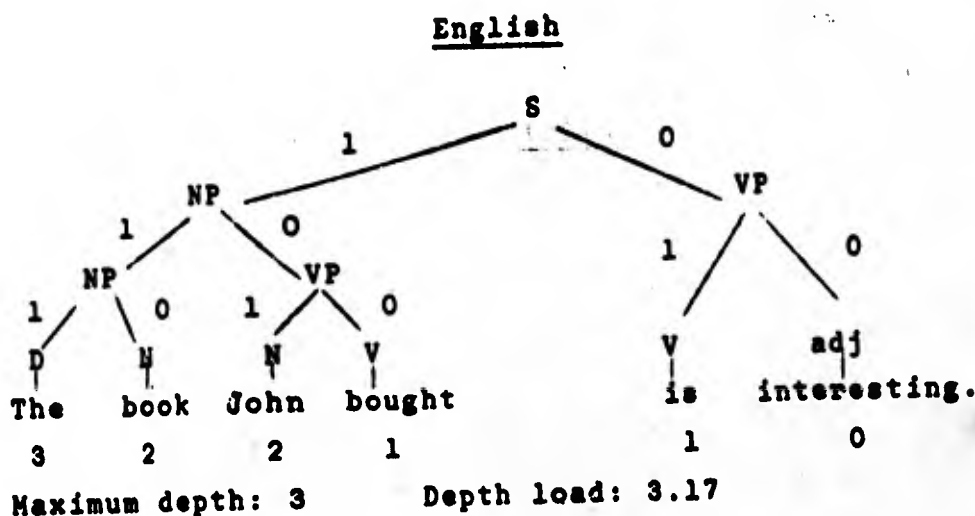 English
S
1 0
NP VP
1 0 1 0
NP VP
1 0 1 0
D N N V V adj
The book John bought is interesting.
3 2 2 1 1 0
Maximum depth: 3 Depth load: 3.17